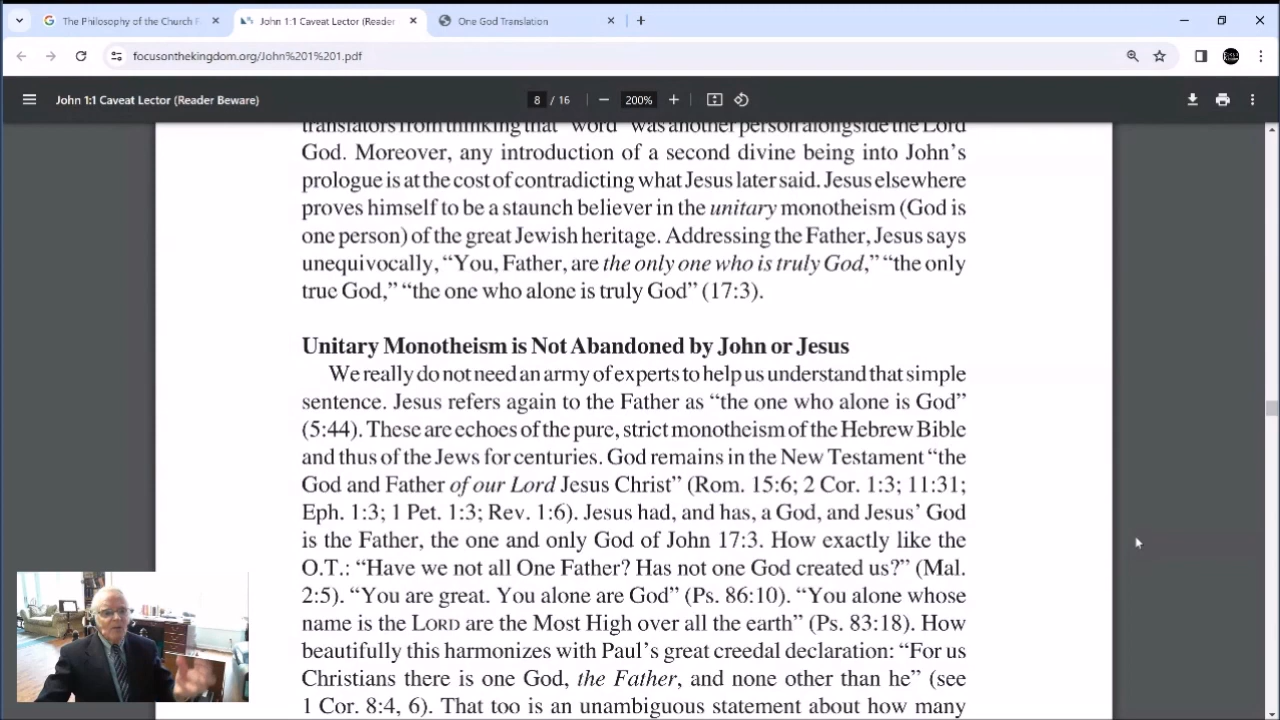 The Philosophy of the Church F
John 1:1 Caveat Lector (Reader
One God Translation
focusonthekingdom.org/John%201%201.pdf
John 1:1 Caveat Lector (Reader Beware)
8 / 16
200%
translators from thinking that "word" was another person alongside the Lord
God. Moreover, any introduction of a second divine being into John's
prologue is at the cost of contradicting what Jesus later said. Jesus elsewhere
proves himself to be a staunch believer in the unitary monotheism (God is
one person) of the great Jewish heritage. Addressing the Father, Jesus says
unequivocally, "You, Father, are the only one who is truly God," "the only
true God," "the one who alone is truly God" (17:3).
Unitary Monotheism is Not Abandoned by John or Jesus
We really do not need an army of experts to help us understand that simple
sentence. Jesus refers again to the Father as "the one who alone is God"
(5:44). These are echoes of the pure, strict monotheism of the Hebrew Bible
and thus of the Jews for centuries. God remains in the New Testament "the
God and Father of our Lord Jesus Christ" (Rom. 15:6; 2 Cor. 1:3; 11:31;
Eph. 1:3; 1 Pet. 1:3; Rev. 1:6). Jesus had, and has, a God, and Jesus' God
is the Father, the one and only God of John 17:3. How exactly like the
O.T.: "Have we not all One Father? Has not one God created us?" (Mal.
2:5). "You are great. You alone are God" (Ps. 86:10). "You alone whose
name is the LORD are the Most High over all the earth" (Ps. 83:18). How
beautifully this harmonizes with Paul's great creedal declaration: "For us
Christians there is one God, the Father, and none other than he" (see
1 Cor. 8:4, 6). That too is an unambiguous statement about how many